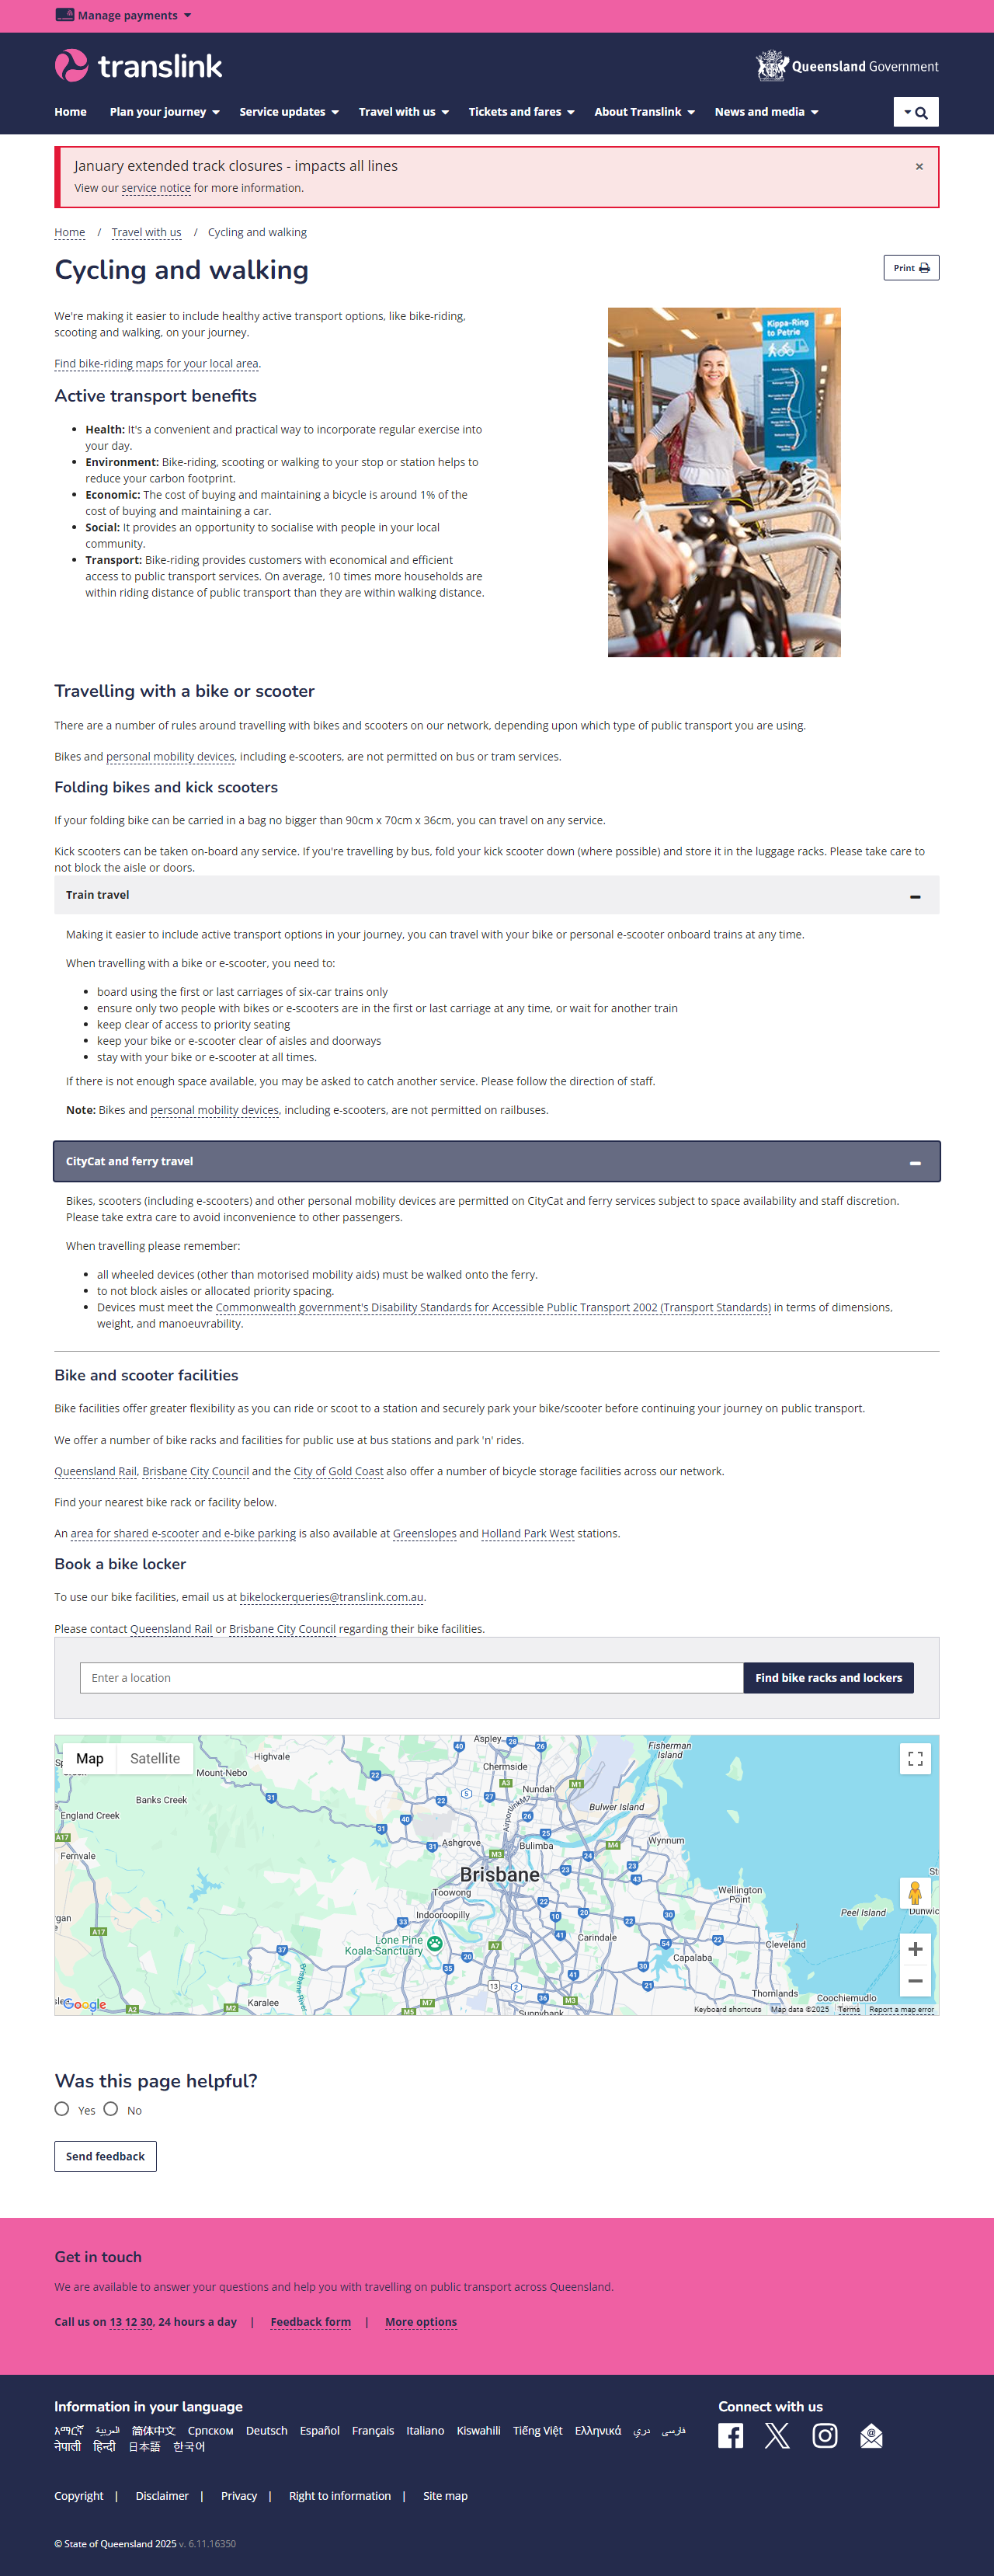 Manage payments
translink
Queensland Government
Home
Plan your journey
Service updates
Travel with us
Tickets and fares
About Translink
News and media
January extended track closures - impacts all lines
×
View our service notice for more information.
Home / Travel with us / Cycling and walking
Cycling and walking
Print
We're making it easier to include healthy active transport options, like bike-riding,
scooting and walking, on your journey.
Find bike-riding maps for your local area.
Kippa-Ring
to Petrie
Active transport benefits
Health: It's a convenient and practical way to incorporate regular exercise into
your day.
Environment: Bike-riding, scooting or walking to your stop or station helps to
reduce your carbon footprint.
Economic: The cost of buying and maintaining a bicycle is around 1% of the
cost of buying and maintaining a car.
Social: It provides an opportunity to socialise with people in your local
community.
Transport: Bike-riding provides customers with economical and efficient
access to public transport services. On average, 10 times more households are
within riding distance of public transport than they are within walking distance.
Travelling with a bike or scooter
There are a number of rules around travelling with bikes and scooters on our network, depending upon which type of public transport you are using.
Bikes and personal mobility devices, including e-scooters, are not permitted on bus or tram services.
Folding bikes and kick scooters
If your folding bike can be carried in a bag no bigger than 90cm x 70cm x 36cm, you can travel on any service.
Kick scooters can be taken on-board any service. If you're travelling by bus, fold your kick scooter down (where possible) and store it in the luggage racks. Please take care to
not block the aisle or doors.
Train travel
Making it easier to include active transport options in your journey, you can travel with your bike or personal e-scooter onboard trains at any time.
When travelling with a bike or e-scooter, you need to:
board using the first or last carriages of six-car trains only
ensure only two people with bikes or e-scooters are in the first or last carriage at any time, or wait for another train
keep clear of access to priority seating
keep your bike or e-scooter clear of aisles and doorways
stay with your bike or e-scooter at all times.
If there is not enough space available, you may be asked to catch another service. Please follow the direction of staff.
Note: Bikes and personal mobility devices, including e-scooters, are not permitted on railbuses.
CityCat and ferry travel
Bikes, scooters (including e-scooters) and other personal mobility devices are permitted on CityCat and ferry services subject to space availability and staff discretion.
Please take extra care to avoid inconvenience to other passengers.
When travelling please remember:
all wheeled devices (other than motorised mobility aids) must be walked onto the ferry.
to not block aisles or allocated priority spacing.
Devices must meet the Commonwealth government's Disability Standards for Accessible Public Transport 2002 (Transport Standards) in terms of dimensions,
weight, and manoeuvrability.
Bike and scooter facilities
Bike facilities offer greater flexibility as you can ride or scoot to a station and securely park your bike/scooter before continuing your journey on public transport.
We offer a number of bike racks and facilities for public use at bus stations and park 'n' rides.
Queensland Rail, Brisbane City Council and the City of Gold Coast also offer a number of bicycle storage facilities across our network.
Find your nearest bike rack or facility below.
An area for shared e-scooter and e-bike parking is also available at Greenslopes and Holland Park West stations.
Book a bike locker
To use our bike facilities, email us at bikelockerqueries@translink.com.au.
Please contact Queensland Rail or Brisbane City Council regarding their bike facilities.
Enter a location
Find bike racks and lockers
Map
Satellite
Highvale
Aspley
Fisherman
Island
Chermside
Mount Nebo
Nundah
Banks Creek
Bulwer Island
England Creek
AirportlinkM7
Ashgrove
Bulimba
Wynnum
Fernvale
Brisbane
Toowong
Wellington
Point
Indooroopilly
Peel Island
Dunwic
Lone Pine
Koala Sanctuary
Carindale
Cleveland
Capalaba
Brisbane River
Thornlands
Coochiemudlo
Karalee
Sunnybank
Google
Keyboard shortcuts
Map data ©2025
Terms
Report a map error
Was this page helpful?
Yes
No
Send feedback
Get in touch
We are available to answer your questions and help you with travelling on public transport across Queensland.
Call us on 13 12 30, 24 hours a day | Feedback form | More options
Information in your language
Connect with us
አማርኛ العربية 简体中文 Српском Deutsch Español Français Italiano Kiswahili Tiếng Việt Ελληνικά دری فارسی
नेपाली हिन्दी 日本語 한국어
Copyright | Disclaimer | Privacy | Right to information | Site map
© State of Queensland 2025 v. 6.11.16350